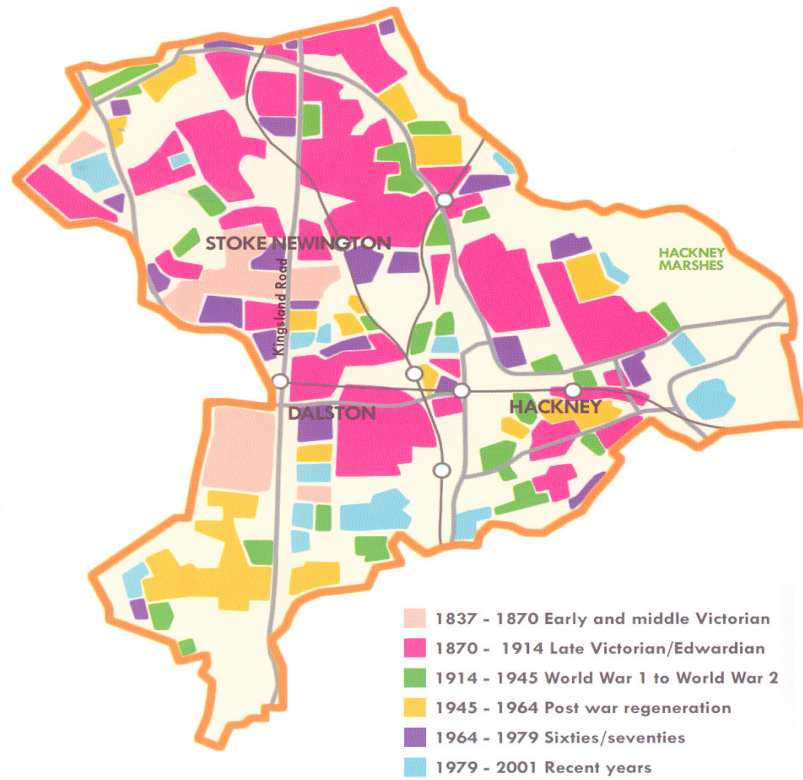 STOKE NEWINGTON
HACKNEY
MARSHES
Kingsland Road
DALSTON
HACKNEY
1837 - 1870 Early and middle Victorian
1870 - 1914 Late Victorian/Edwardian
1914 - 1945 World War 1 to World War 2
1945 - 1964 Post war regeneration
1964 - 1979 Sixties/seventies
1979 - 2001 Recent years